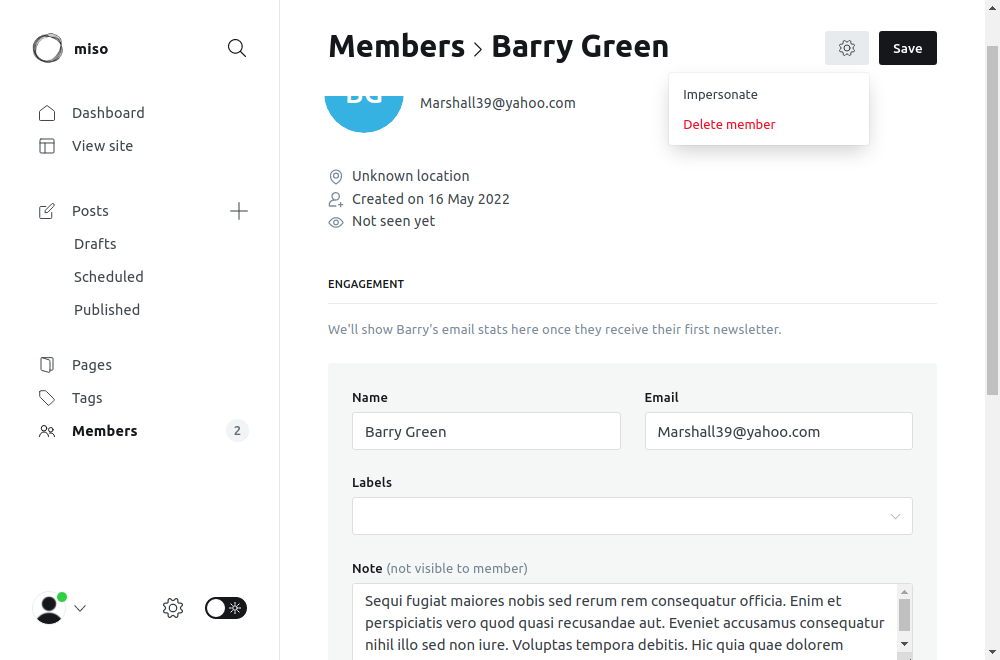 miso
Dashboard
View site
Posts
Drafts
Scheduled
Published
Pages
Tags
Members
2
Members > Barry Green
Save
Impersonate
Delete member
BG
Marshall39@yahoo.com
Unknown location
Created on 16 May 2022
Not seen yet
ENGAGEMENT
We'll show Barry's email stats here once they receive their first newsletter.
Name
Email
Barry Green
Marshall39@yahoo.com
Labels
Note (not visible to member)
Sequi fugiat maiores nobis sed rerum rem consequatur officia. Enim et
perspiciatis vero quod quasi recusandae aut. Eveniet accusamus consequatur
nihil illo sed non iure. Voluptas tempora debitis. Hic quia quae dolorem